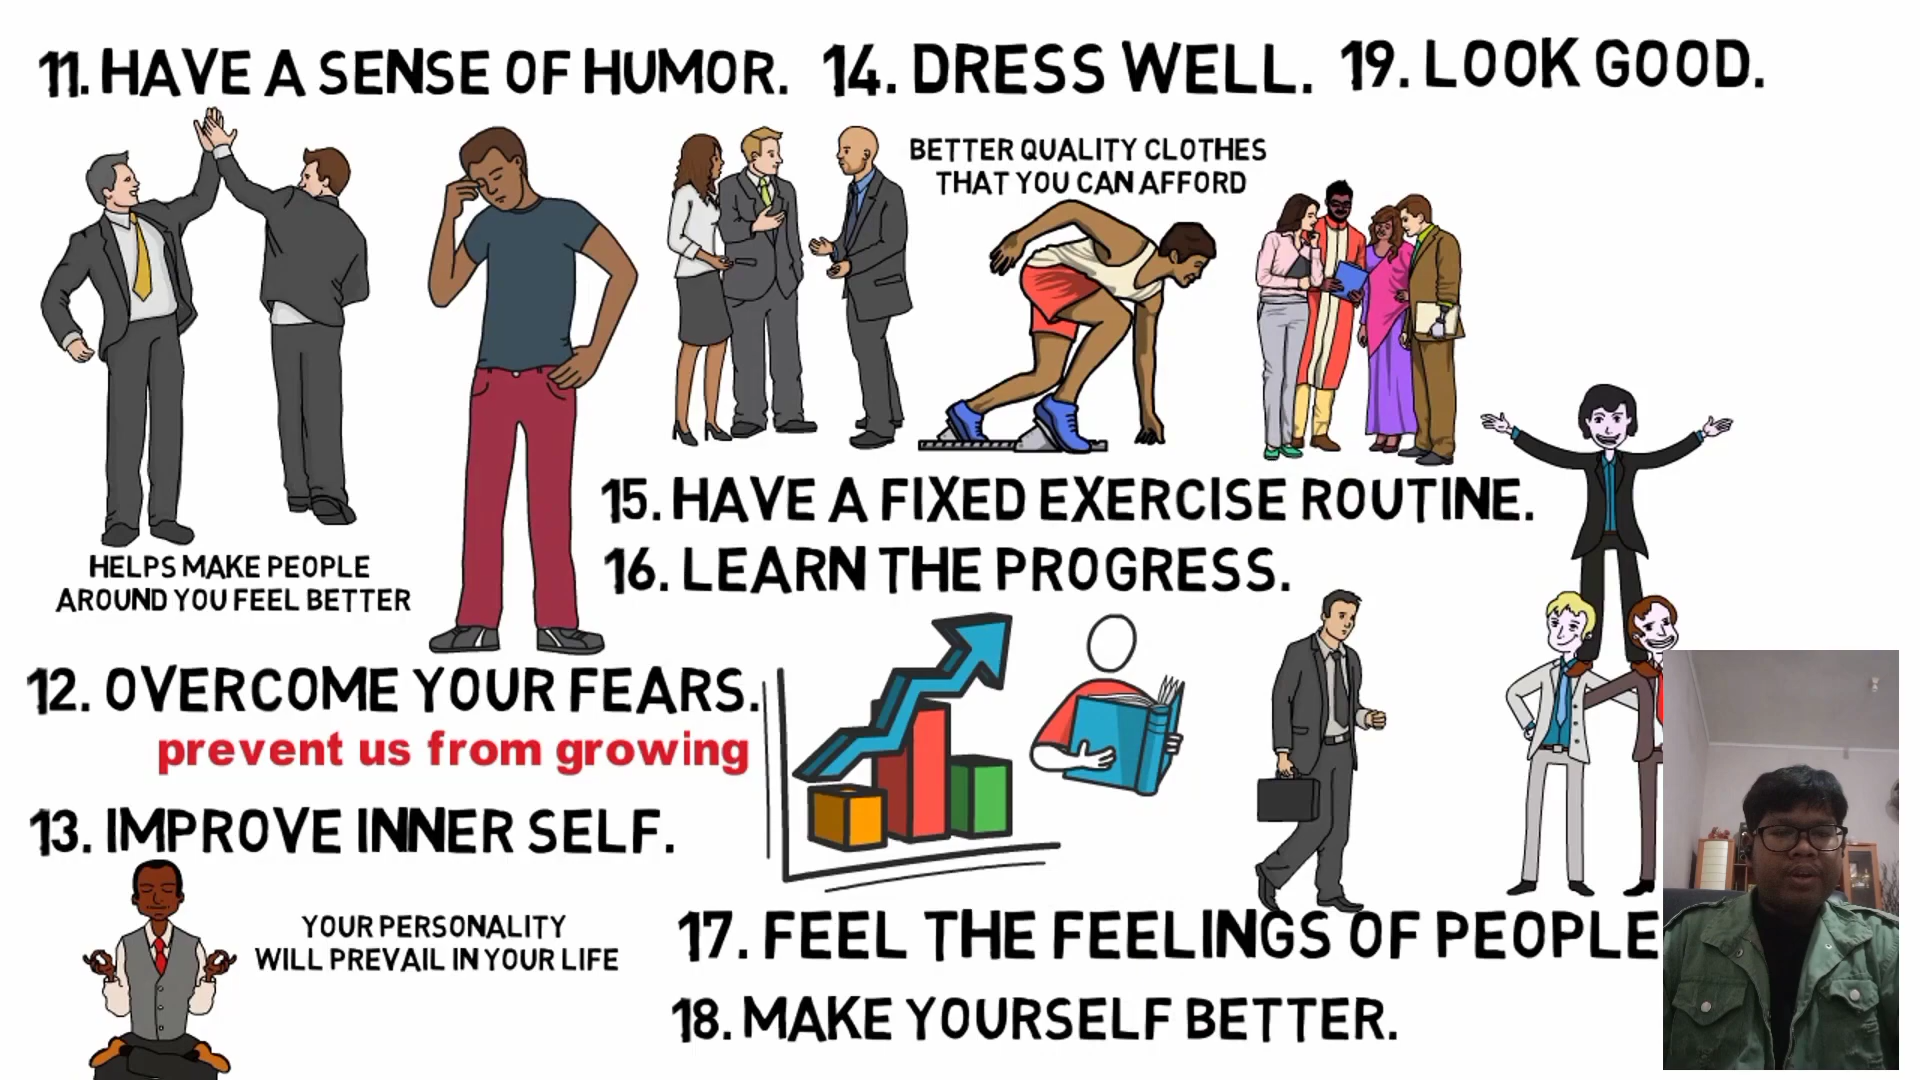 11. HAVE A SENSE OF HUMOR.
HELPS MAKE PEOPLE
AROUND YOU FEEL BETTER
12. OVERCOME YOUR FEARS.
prevent us from growing
13. IMPROVE INNER SELF.
YOUR PERSONALITY
WILL PREVAIL IN YOUR LIFE
14. DRESS WELL.
BETTER QUALITY CLOTHES
THAT YOU CAN AFFORD
15. HAVE A FIXED EXERCISE ROUTINE.
16. LEARN THE PROGRESS.
17. FEEL THE FEELINGS OF PEOPLE
18. MAKE YOURSELF BETTER.
19. LOOK GOOD.